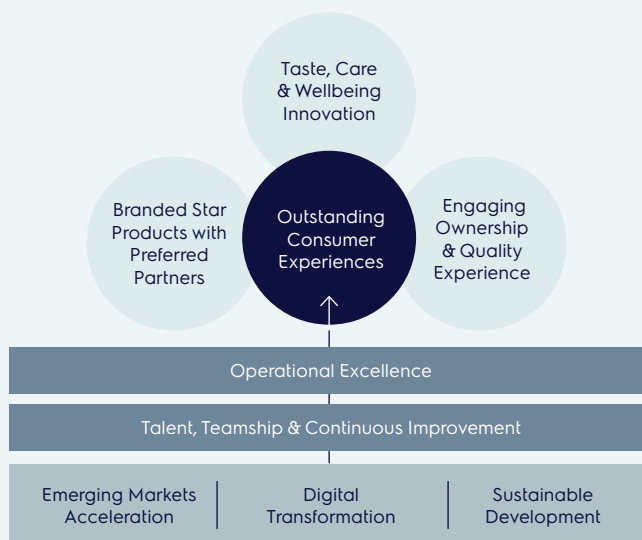 Taste, Care
& Wellbeing
Innovation
Branded Star
Products with
Preferred
Partners
Outstanding
Consumer
Experiences
Engaging
Ownership
& Quality
Experience
Operational Excellence
Talent, Teamship & Continuous Improvement
Emerging Markets
Acceleration
Digital
Transformation
Sustainable
Development